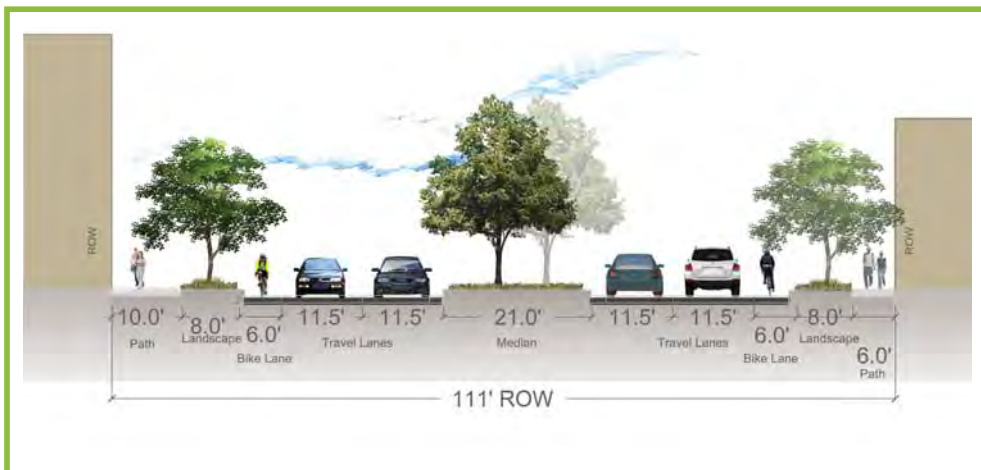 ROW
ROW
10.0' 8.0' 6.0' 11.5' 11.5' 21.0' 11.5' 11.5' 6.0' 8.0' 6.0'
Path Landscape Bike Lane Travel Lanes Median Travel Lanes Bike Lane Landscape Path
111' ROW